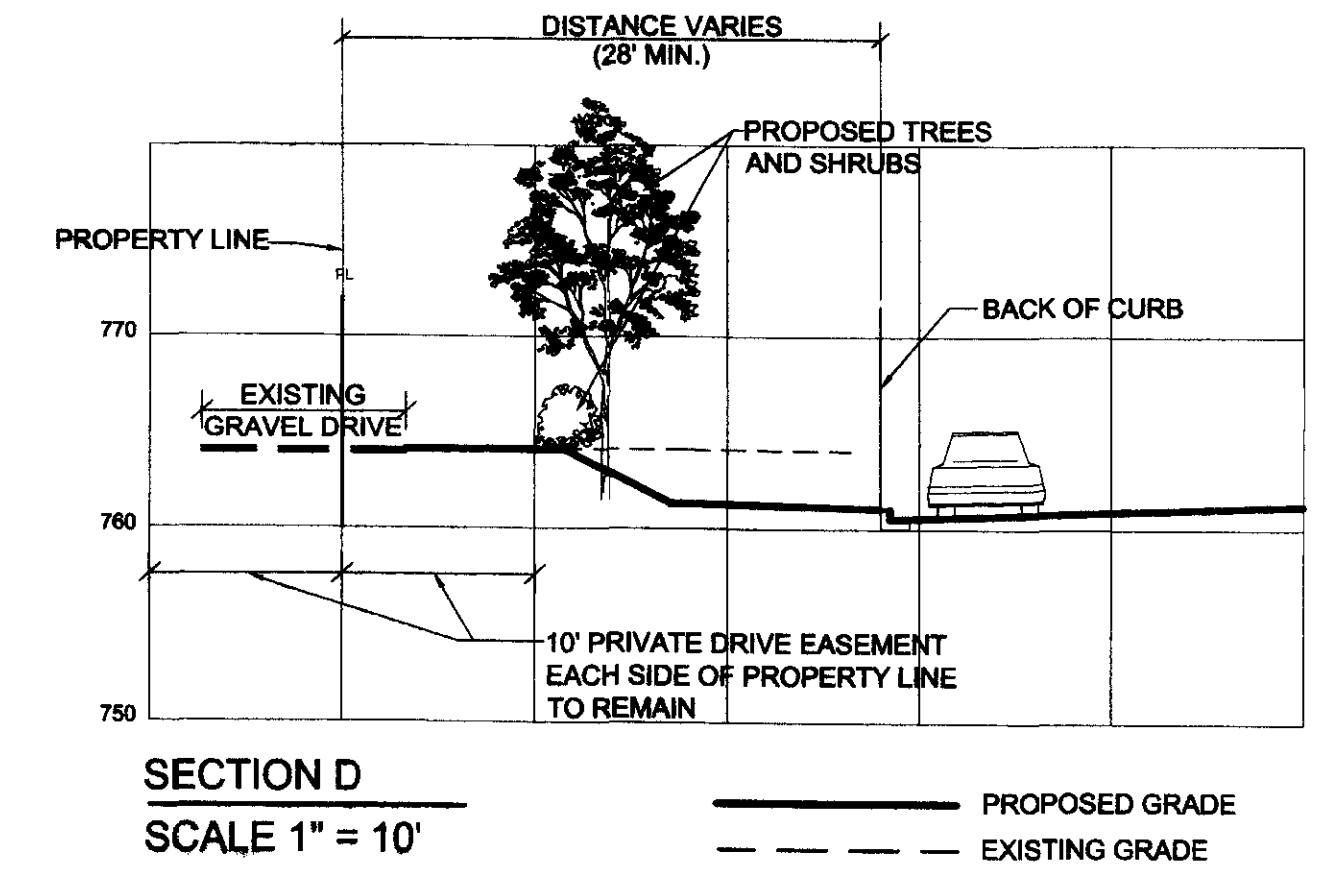 DISTANCE VARIES
(28' MIN.)
PROPOSED TREES
AND SHRUBS
PROPERTY LINE
PL
BACK OF CURB
770
EXISTING
GRAVEL DRIVE
760
10' PRIVATE DRIVE EASEMENT
EACH SIDE OF PROPERTY LINE
TO REMAIN
750
SECTION D
SCALE 1" = 10'
PROPOSED GRADE
EXISTING GRADE